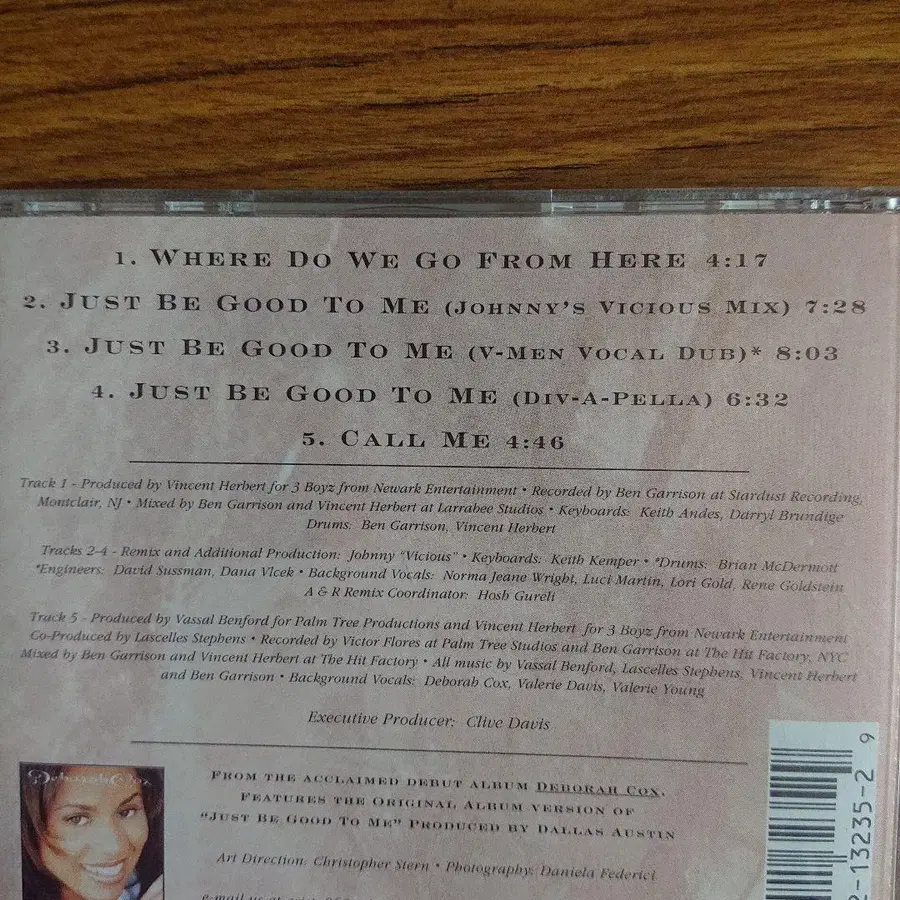 1. WHERE DO WE GO FROM HERE 4:17
2. JUST BE GOOD TO ME (JOHNNY'S VICIOUS MIX) 7:28
3. JUST BE GOOD TO ME (V-MEN VOCAL DUB)* 8:03
4. JUST BE GOOD TO ME (DIV-A-PELLA) 6:32
5. CALL ME 4:46
Track 1 - Produced by Vincent Herbert for 3 Boyz from Newark Entertainment • Recorded by Ben Garrison at Stardust Recording,
Montclair, NJ • Mixed by Ben Garrison and Vincent Herbert at Larrabee Studios • Keyboards: Keith Andes, Darryl Brundige
Drums: Ben Garrison, Vincent Herbert
Tracks 2-4 - Remix and Additional Production: Johnny "Vicious" • Keyboards: Keith Kemper • *Drums: Brian McDermott
*Engineers: David Sussman, Dana Vlcek • Background Vocals: Norma Jeane Wright, Luci Martin, Lori Gold, Rene Goldstein
A & R Remix Coordinator: Hosh Gureli
Track 5 - Produced by Vassal Benford for Palm Tree Productions and Vincent Herbert for 3 Boyz from Newark Entertainment
Co-Produced by Lascelles Stephens • Recorded by Victor Flores at Palm Tree Studios and Ben Garrison at The Hit Factory, NYC
Mixed by Ben Garrison and Vincent Herbert at The Hit Factory • All music by Vassal Benford, Lascelles Stephens, Vincent Herbert
and Ben Garrison • Background Vocals: Deborah Cox, Valerie Davis, Valerie Young
Executive Producer: Clive Davis
Deborah Cox
FROM THE ACCLAIMED DEBUT ALBUM DEBORAH COX.
FEATURES THE ORIGINAL ALBUM VERSION OF
"JUST BE GOOD TO ME" PRODUCED BY DALLAS AUSTIN
Art Direction: Christopher Stern • Photography: Daniela Federici
e-mail us at
2-13235-2 9